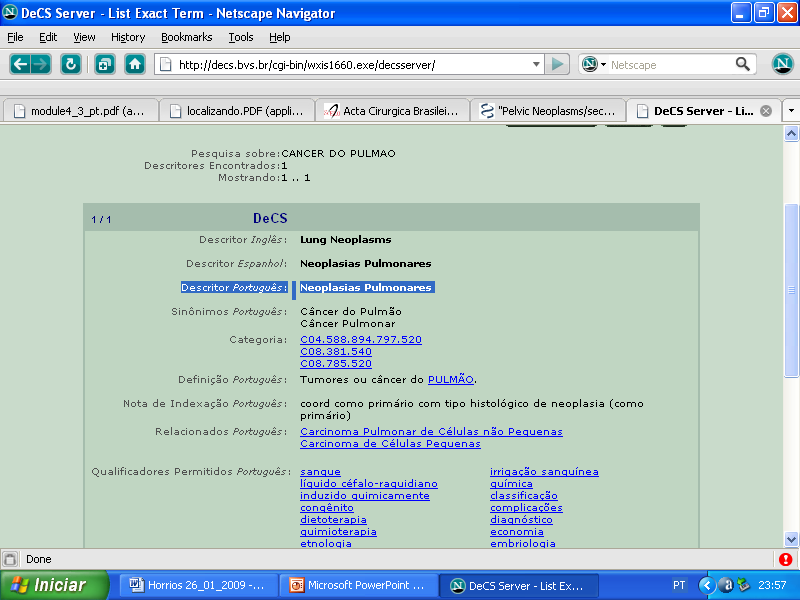 DeCS Server - List Exact Term - Netscape Navigator
File Edit View History Bookmarks Tools Help
http://decs.bvs.br/cgi-bin/wxis1660.exe/decsserver/ Netscape
module4_3_pt.pdf (a... localizando.PDF (appli... Acta Cirurgica Brasilei... "Pelvic Neoplasms/sec... DeCS Server - Li...
Pesquisa sobre: CANCER DO PULMAO
Descritores Encontrados: 1
Mostrando: 1 .. 1
1 / 1 DeCS
Descritor Inglês: Lung Neoplasms
Descritor Espanhol: Neoplasias Pulmonares
Descritor Português: Neoplasias Pulmonares
Sinônimos Português: Câncer do Pulmão
Câncer Pulmonar
Categoria: C04.588.894.797.520
C08.381.540
C08.785.520
Definição Português: Tumores ou câncer do PULMÃO.
Nota de Indexação Português: coord como primário com tipo histológico de neoplasia (como
primário)
Relacionados Português: Carcinoma Pulmonar de Células não Pequenas
Carcinoma de Células Pequenas
Qualificadores Permitidos Português: sangue irrigação sanguínea
líquido céfalo-raquidiano química
induzido quimicamente classificação
congênito complicações
dietoterapia diagnóstico
quimioterapia economia
etnologia embriologia
Done
Iniciar Horrios 26_01_2009 -... Microsoft PowerPoint ... DeCS Server - List Ex... PT 23:57